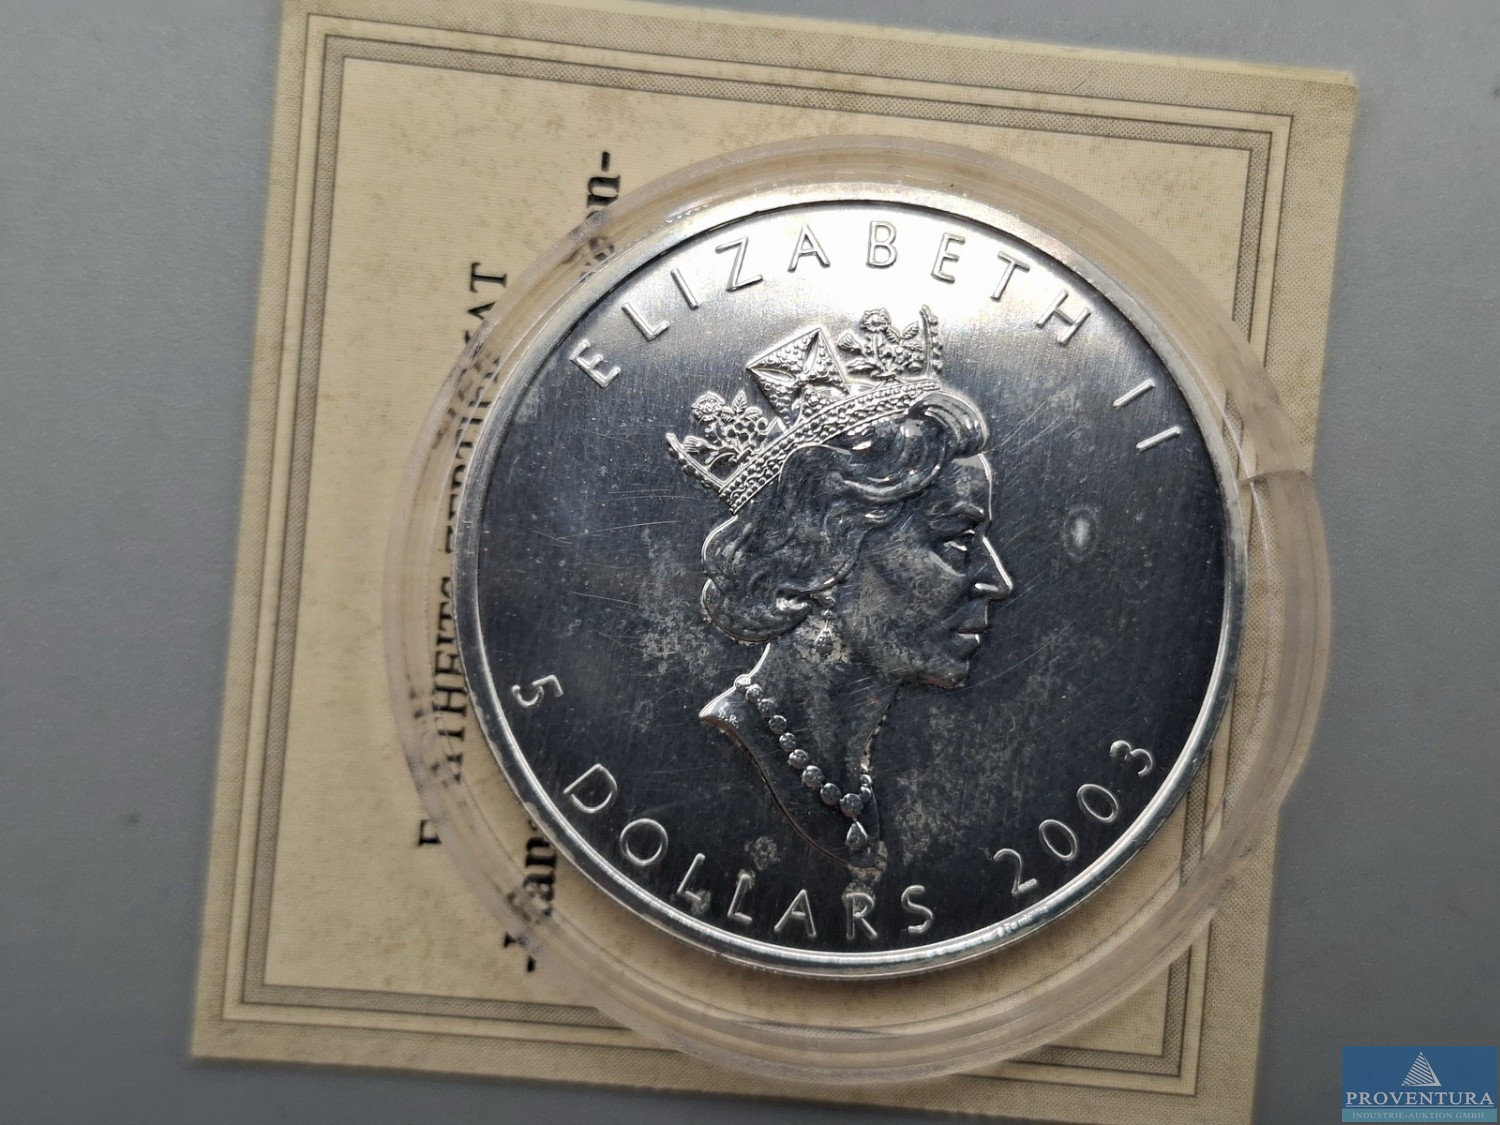 ELIZABETH II
5 DOLLARS 2003
D.H.
PROVENTURA
INDUSTRIE-AUKTION GMBH